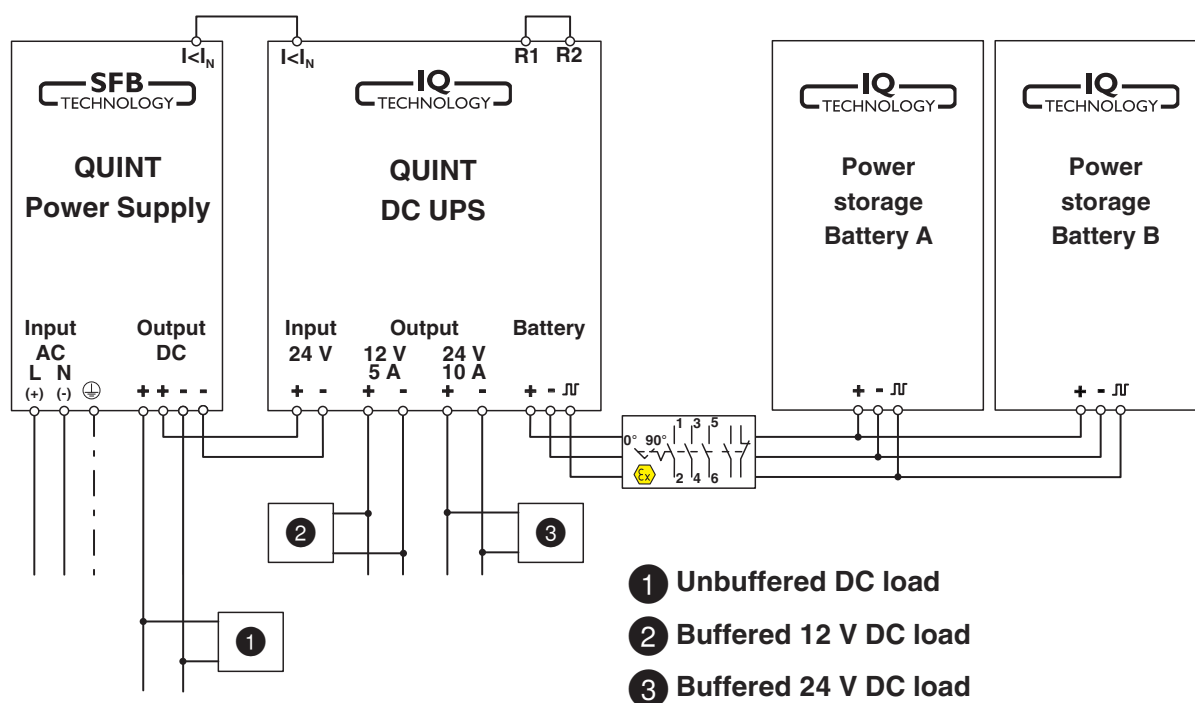 I<IN
SFB
TECHNOLOGY
QUINT
Power Supply
Input
AC
L N
(+) (-)
Output
DC
+ + - -
I<IN
R1 R2
IQ
TECHNOLOGY
QUINT
DC UPS
Input
24 V
+ -
Output
12 V
5 A
+ -
24 V
10 A
+ -
Battery
+ -
IQ
TECHNOLOGY
Power
storage
Battery A
+ -
IQ
TECHNOLOGY
Power
storage
Battery B
+ -
1 3 5
0° 90°
Ex
2 4 6
2
3
1
1 Unbuffered DC load
2 Buffered 12 V DC load
3 Buffered 24 V DC load